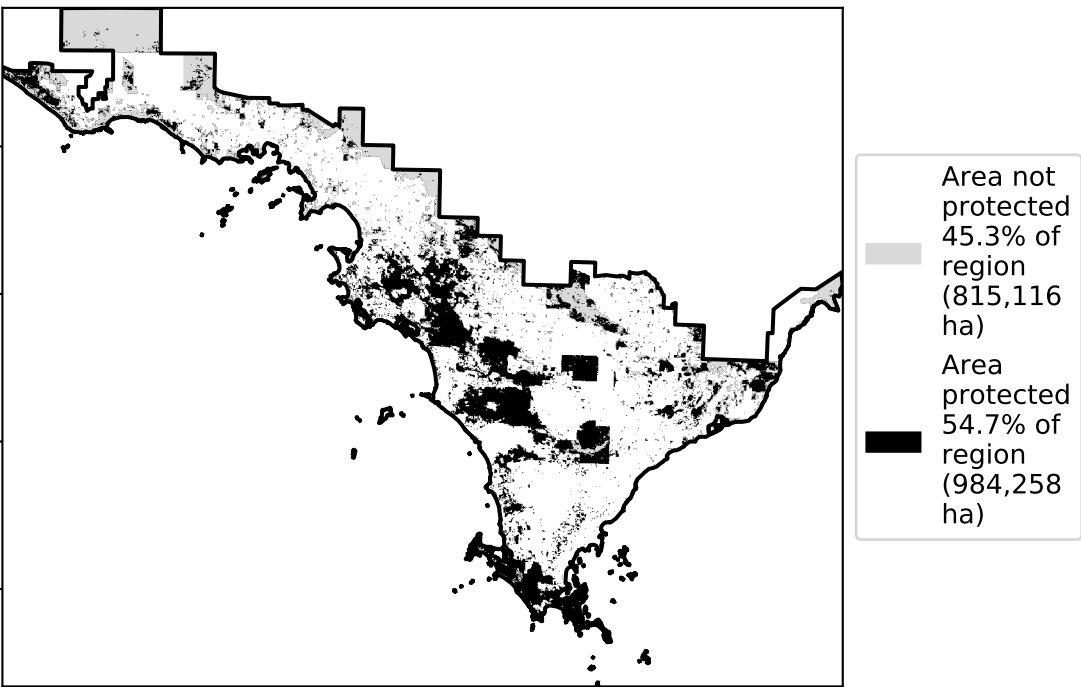 Area not
protected
45.3% of
region
(815,116
ha)
Area
protected
54.7% of
region
(984,258
ha)